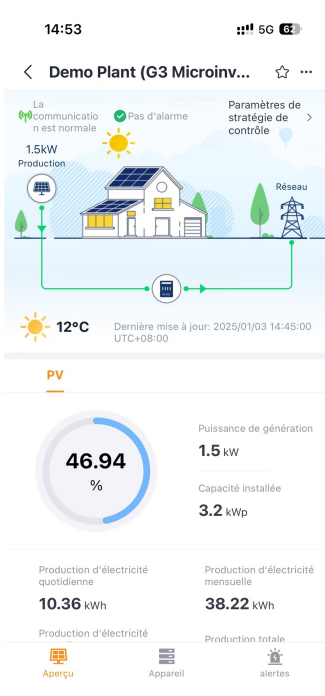 14:53
5G 62
Demo Plant (G3 Microinv...
La
communicatio
n est normale
Pas d'alarme
Paramètres de
stratégie de
contrôle
1.5kW
Production
Réseau
12°C
Dernière mise à jour: 2025/01/03 14:45:00
UTC+08:00
PV
46.94
%
Puissance de génération
1.5 kW
Capacité installée
3.2 kWp
Production d'électricité
quotidienne
10.36 kWh
Production d'électricité
mensuelle
38.22 kWh
Production d'électricité
Production totale
Aperçu
Appareil
alertes